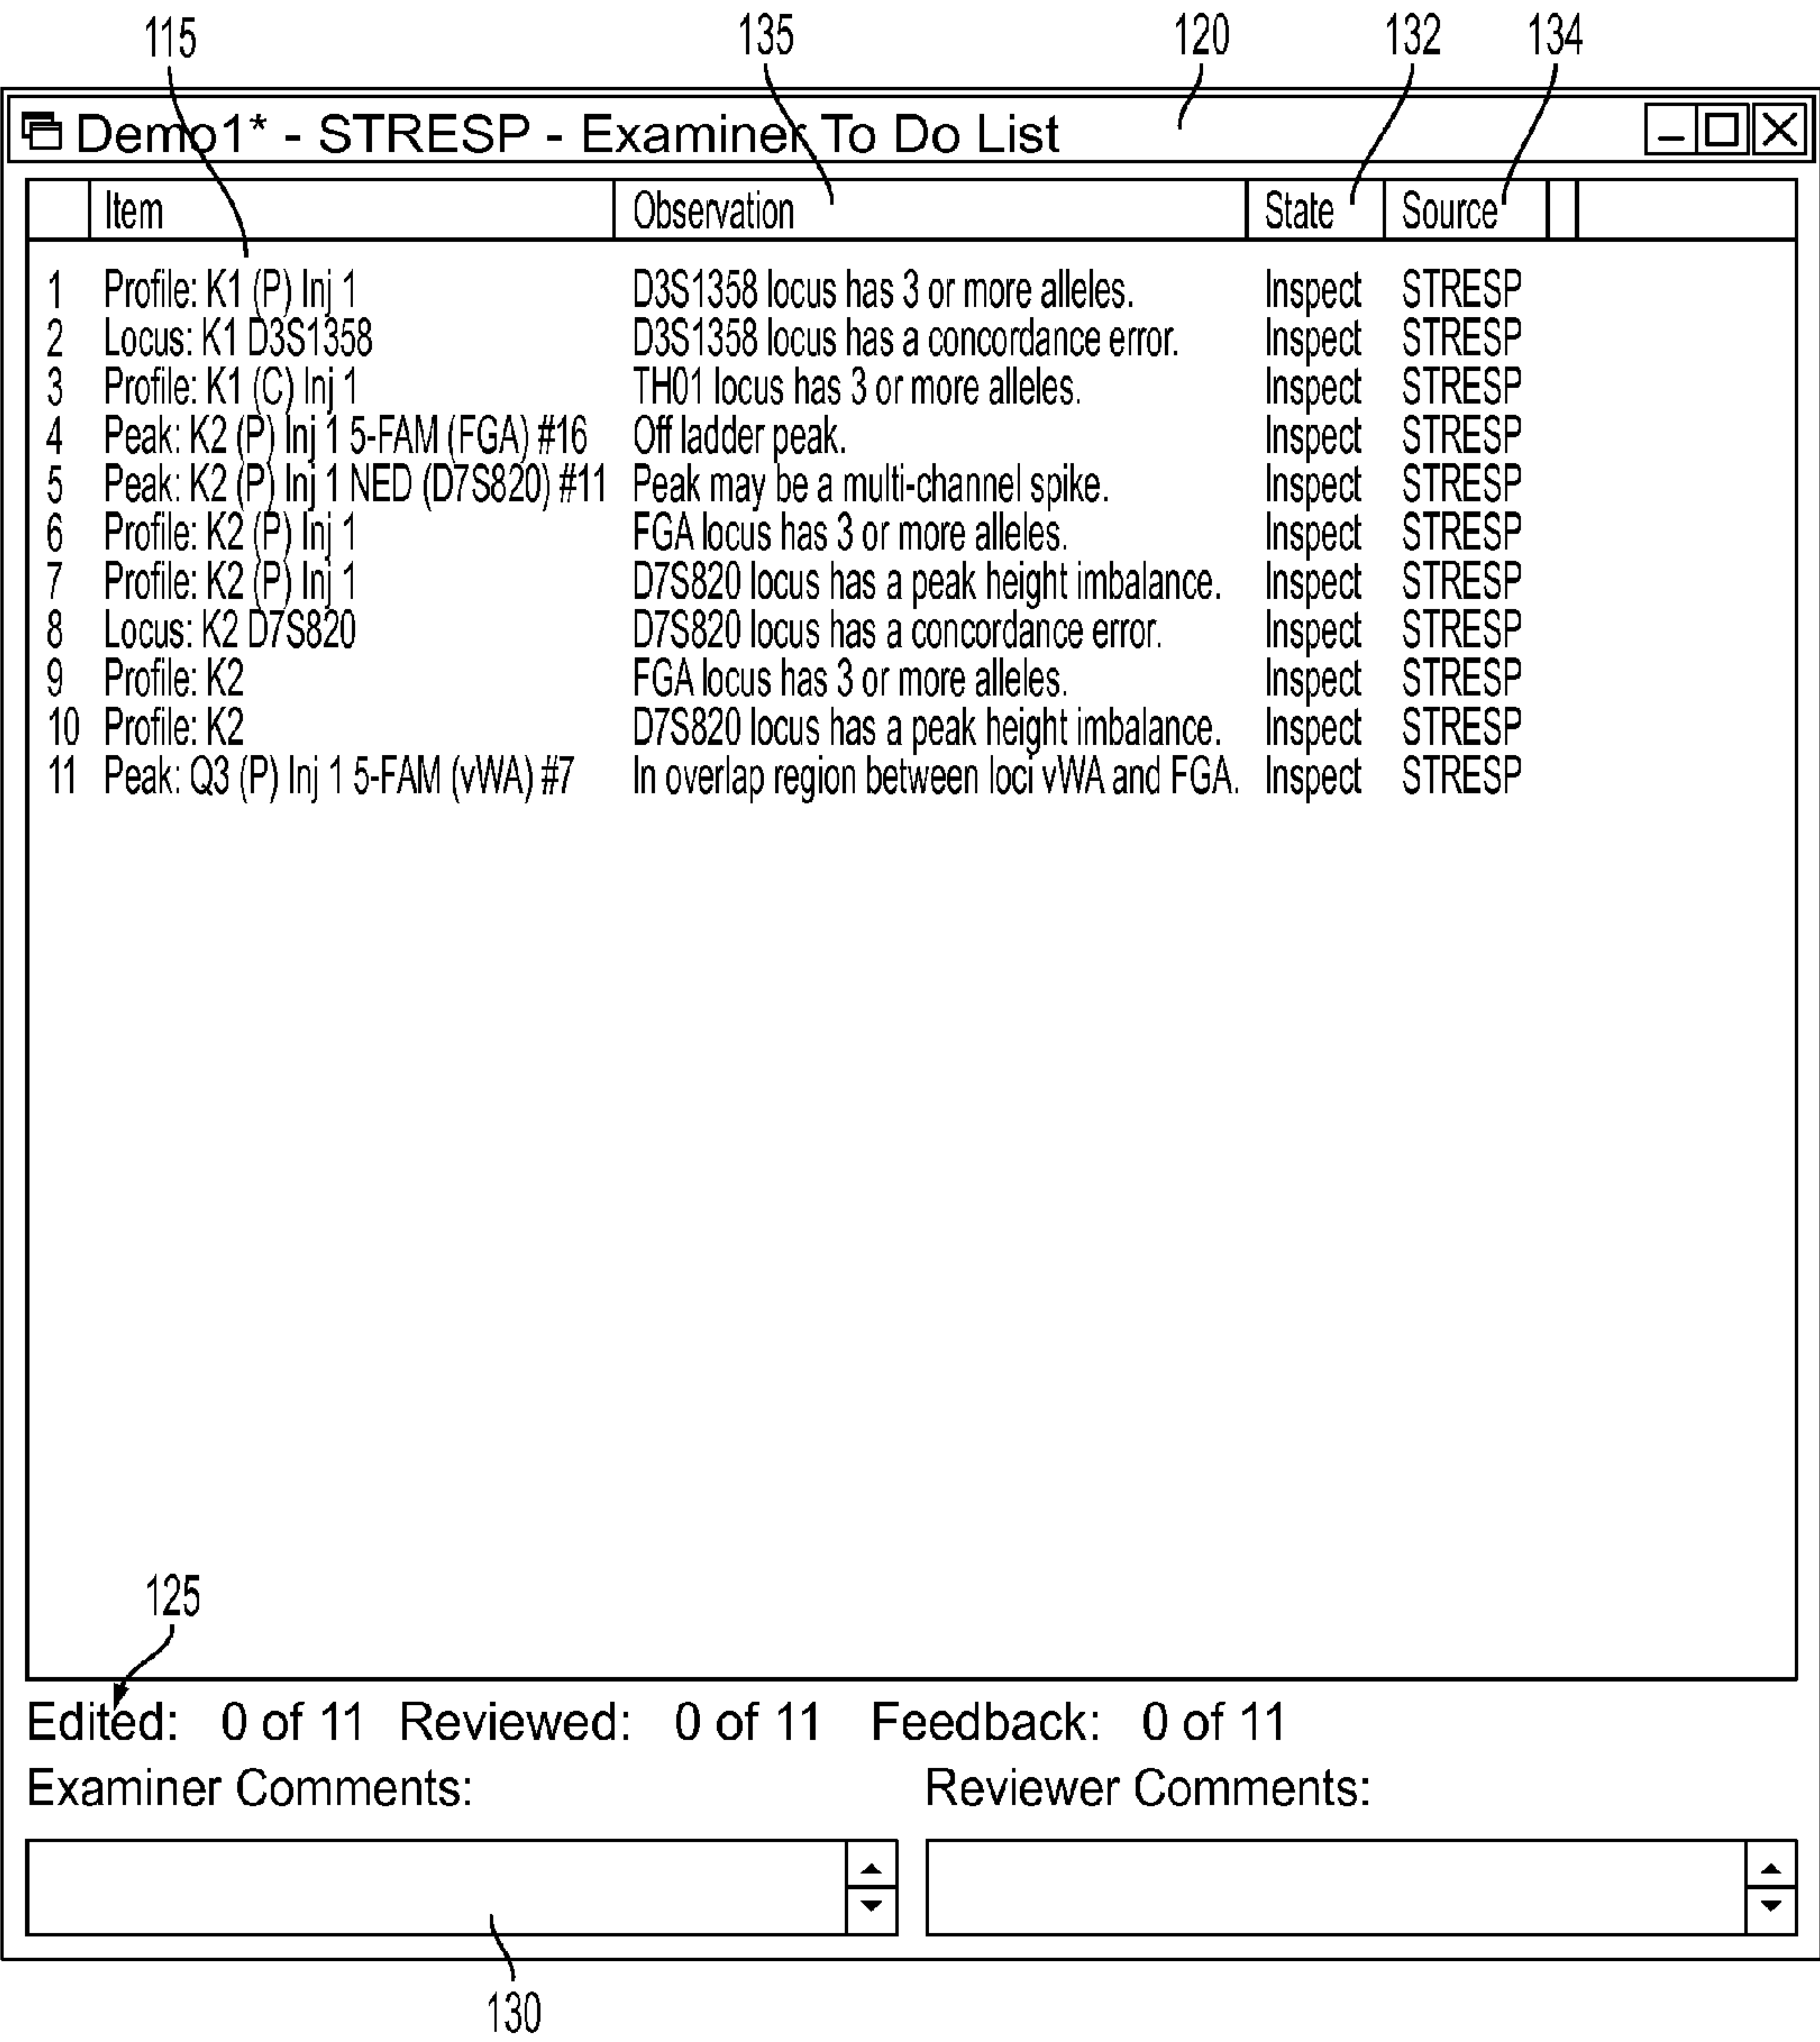 115 135 120 132 134
Demo1* - STRESP - Examiner To Do List
Item Observation State Source
1 Profile: K1 (P) Inj 1 D3S1358 locus has 3 or more alleles. Inspect STRESP
2 Locus: K1 D3S1358 D3S1358 locus has a concordance error. Inspect STRESP
3 Profile: K1 (C) Inj 1 TH01 locus has 3 or more alleles. Inspect STRESP
4 Peak: K2 (P) Inj 1 5-FAM (FGA) #16 Off ladder peak. Inspect STRESP
5 Peak: K2 (P) Inj 1 NED (D7S820) #11 Peak may be a multi-channel spike. Inspect STRESP
6 Profile: K2 (P) Inj 1 FGA locus has 3 or more alleles. Inspect STRESP
7 Profile: K2 (P) Inj 1 D7S820 locus has a peak height imbalance. Inspect STRESP
8 Locus: K2 D7S820 D7S820 locus has a concordance error. Inspect STRESP
9 Profile: K2 FGA locus has 3 or more alleles. Inspect STRESP
10 Profile: K2 D7S820 locus has a peak height imbalance. Inspect STRESP
11 Peak: Q3 (P) Inj 1 5-FAM (vWA) #7 In overlap region between loci vWA and FGA. Inspect STRESP
125
Edited: 0 of 11 Reviewed: 0 of 11 Feedback: 0 of 11
Examiner Comments: Reviewer Comments:
130